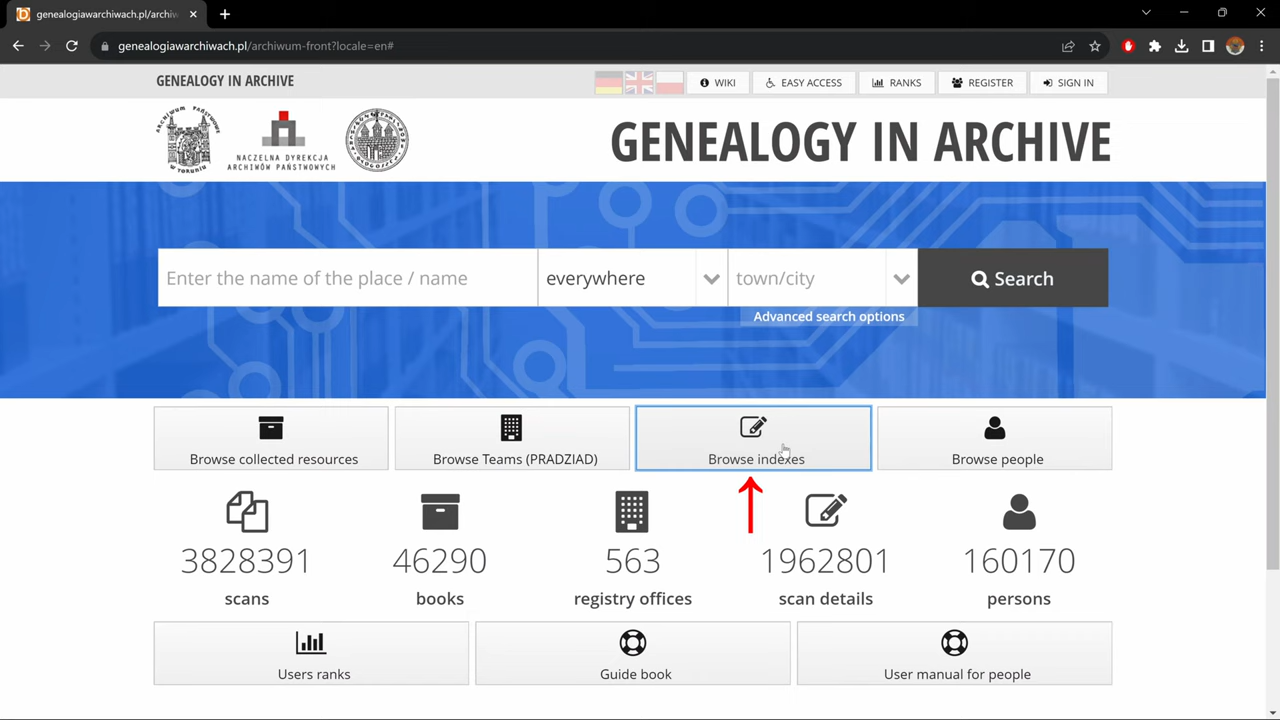 genealogiawarchiwach.pl/archiw
genealogiawarchiwach.pl/archiwum-front?locale=en#
GENEALOGY IN ARCHIVE
WIKI
EASY ACCESS
RANKS
REGISTER
SIGN IN
NACZELNA DYREKCJA
ARCHIWÓW PAŃSTWOWYCH
GENEALOGY IN ARCHIVE
Enter the name of the place / name
everywhere
town/city
Search
Advanced search options
Browse collected resources
Browse Teams (PRADZIAD)
Browse indexes
Browse people
3828391
46290
563
1962801
160170
scans
books
registry offices
scan details
persons
Users ranks
Guide book
User manual for people